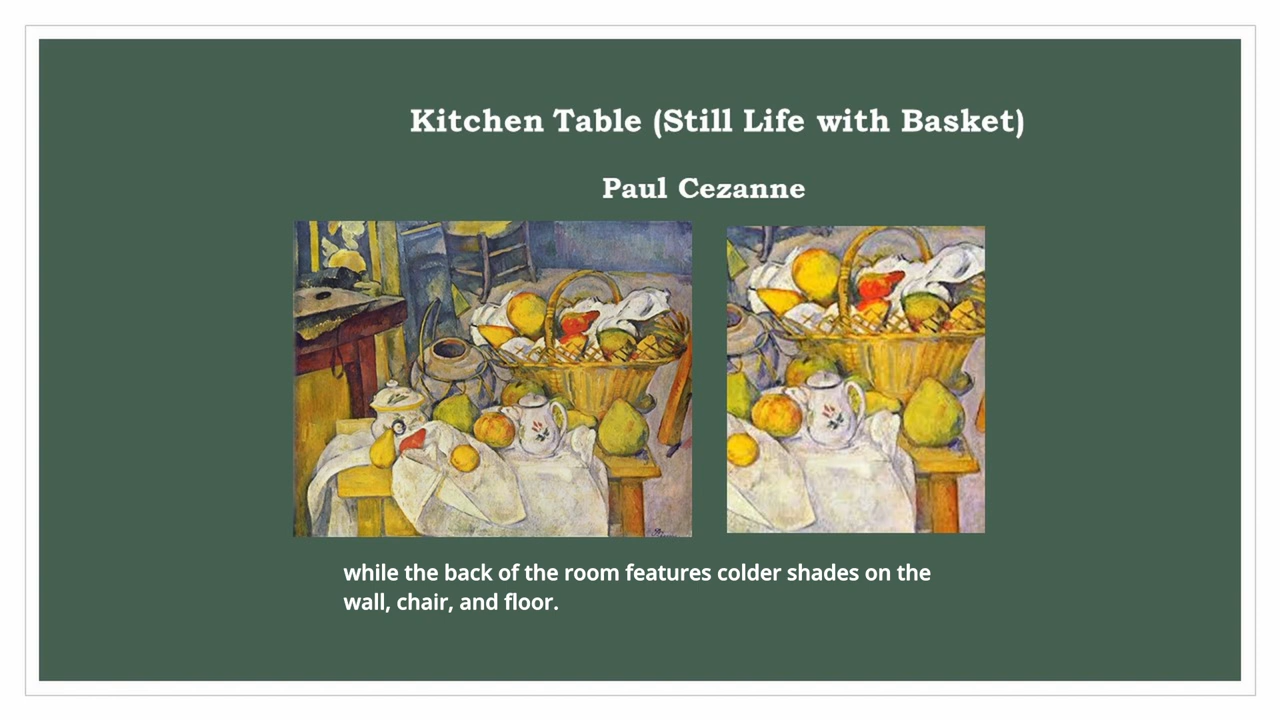 Kitchen Table (Still Life with Basket)
Paul Cezanne
while the back of the room features colder shades on the
wall, chair, and floor.